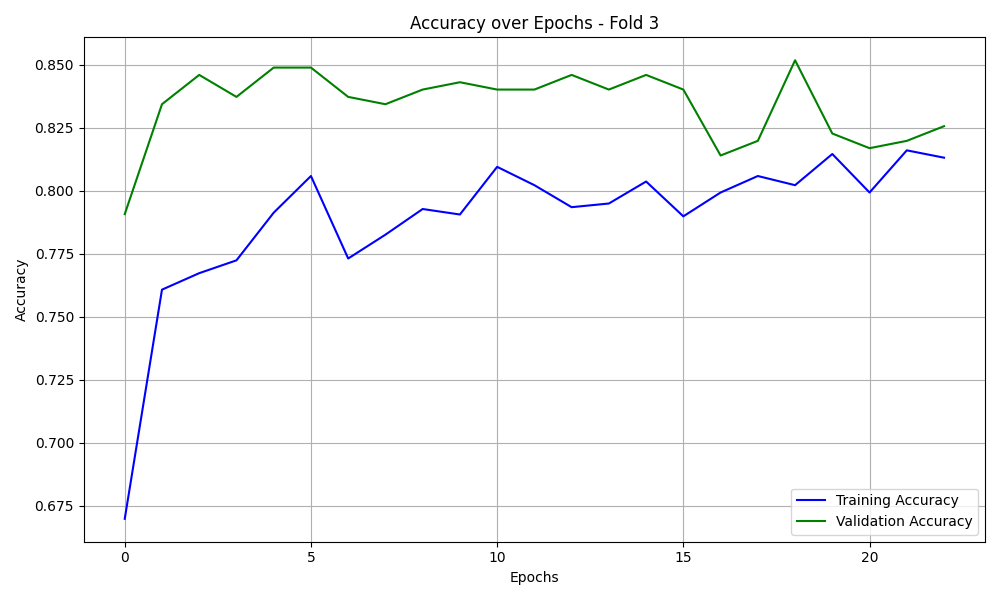 Accuracy over Epochs - Fold 3
Accuracy
0.850
0.825
0.800
0.775
0.750
0.725
0.700
0.675
0 5 10 15 20
Epochs
Training Accuracy
Validation Accuracy